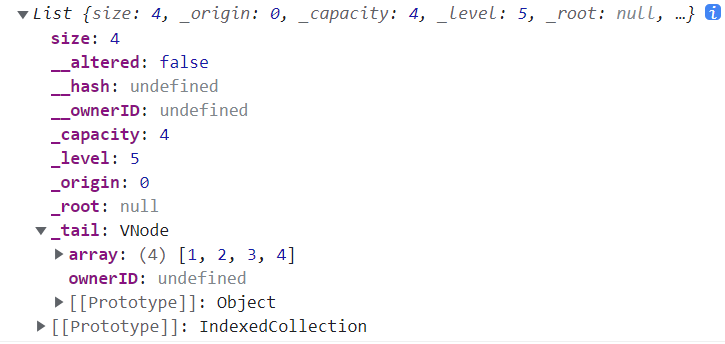 List {size: 4, _origin: 0, _capacity: 4, _level: 5, _root: null, …} i
size: 4
__altered: false
__hash: undefined
__ownerID: undefined
_capacity: 4
_level: 5
_origin: 0
_root: null
_tail: VNode
array: (4) [1, 2, 3, 4]
ownerID: undefined
[[Prototype]]: Object
[[Prototype]]: IndexedCollection